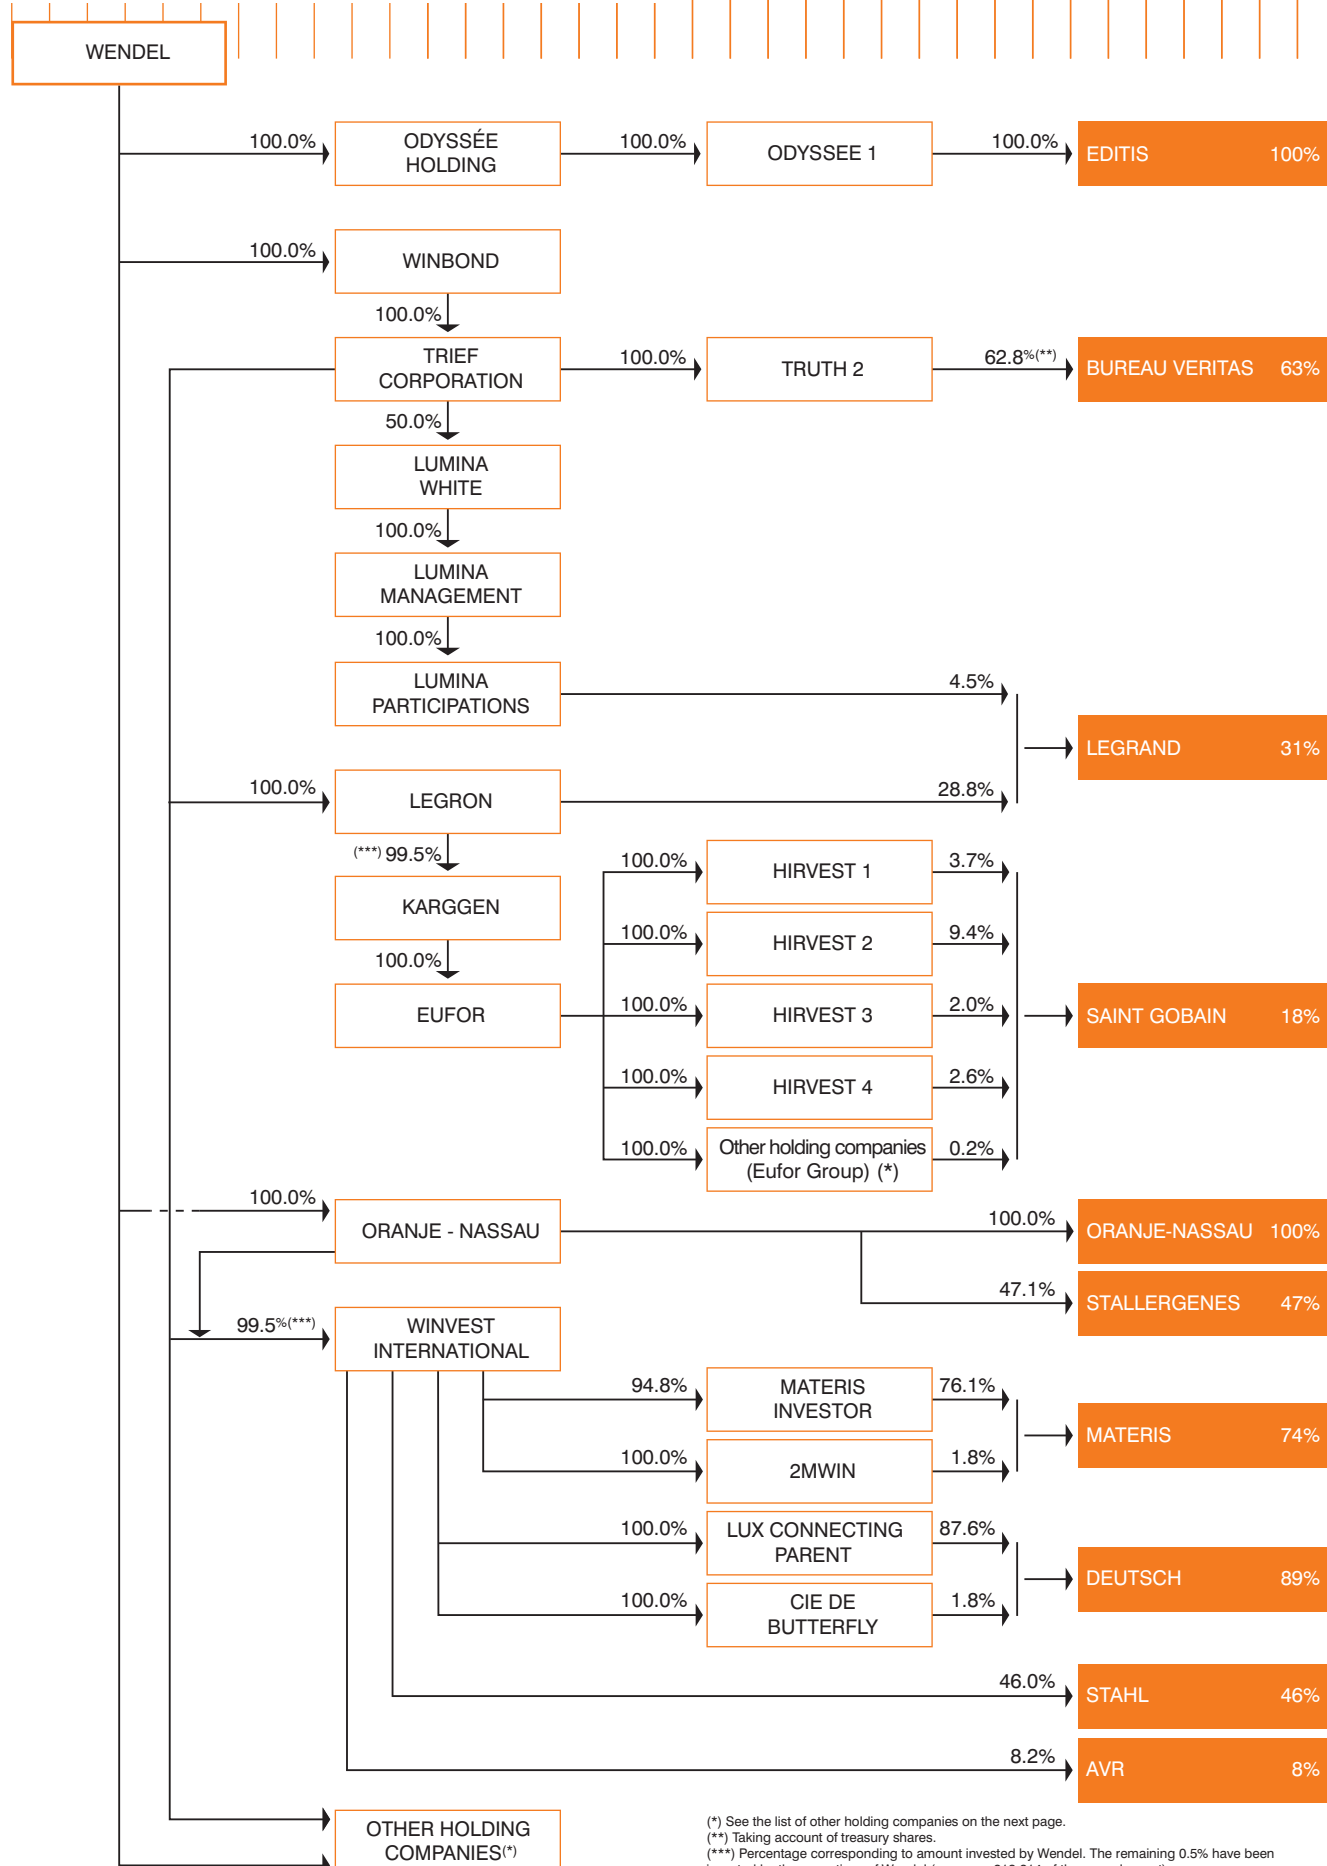 WENDEL
100.0%
ODYSSÉE
HOLDING
100.0%
ODYSSEE 1
100.0%
EDITIS 100%
100.0%
WINBOND
100.0%
TRIEF
CORPORATION
100.0%
TRUTH 2
62.8%(**)
BUREAU VERITAS 63%
50.0%
LUMINA
WHITE
100.0%
LUMINA
MANAGEMENT
100.0%
LUMINA
PARTICIPATIONS
4.5%
LEGRAND 31%
100.0%
LEGRON
28.8%
(***) 99.5%
KARGGEN
100.0%
EUFOR
100.0%
HIRVEST 1
3.7%
100.0%
HIRVEST 2
9.4%
100.0%
HIRVEST 3
2.0%
SAINT GOBAIN 18%
100.0%
HIRVEST 4
2.6%
100.0%
Other holding companies
(Eufor Group) (*)
0.2%
100.0%
ORANJE - NASSAU
100.0%
ORANJE-NASSAU 100%
47.1%
STALLERGENES 47%
99.5%(***)
WINVEST
INTERNATIONAL
94.8%
MATERIS
INVESTOR
76.1%
MATERIS 74%
100.0%
2MWIN
1.8%
100.0%
LUX CONNECTING
PARENT
87.6%
DEUTSCH 89%
100.0%
CIE DE
BUTTERFLY
1.8%
46.0%
STAHL 46%
8.2%
AVR 8%
OTHER HOLDING
COMPANIES(*)
(*) See the list of other holding companies on the next page.
(**) Taking account of treasury shares.
(***) Percentage corresponding to amount invested by Wendel. The remaining 0.5% have been